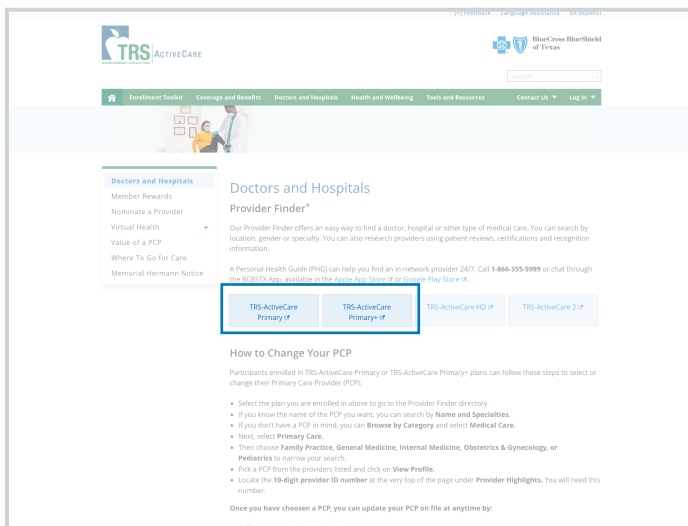 [+] Feedback Language Assistance En español
TRS ACTIVECARE
BlueCross BlueShield
of Texas
Search
Enrollment Toolkit Coverage and Benefits Doctors and Hospitals Health and Wellbeing Tools and Resources Contact Us Log In
Doctors and Hospitals
Member Rewards
Nominate a Provider
Virtual Health
Value of a PCP
Where To Go for Care
Memorial Hermann Notice
Doctors and Hospitals
Provider Finder®
Our Provider Finder offers an easy way to find a doctor, hospital or other type of medical care. You can search by
location, gender or specialty. You can also research providers using patient reviews, certifications and recognition
information.
A Personal Health Guide (PHG) can help you find an in-network provider 24/7. Call 1-866-355-5999 or chat through
the BCBSTX App, available in the Apple App Store or Google Play Store.
TRS-ActiveCare
Primary
TRS-ActiveCare
Primary+
TRS-ActiveCare HD
TRS-ActiveCare 2
How to Change Your PCP
Participants enrolled in TRS-ActiveCare Primary or TRS-ActiveCare Primary+ plans can follow these steps to select or
change their Primary Care Provider (PCP):
• Select the plan you are enrolled in above to go to the Provider Finder directory.
• If you know the name of the PCP you want, you can search by Name and Specialties.
• If you don't have a PCP in mind, you can Browse by Category and select Medical Care.
• Next, select Primary Care.
• Then choose Family Practice, General Medicine, Internal Medicine, Obstetrics & Gynecology, or
Pediatrics to narrow your search.
• Pick a PCP from the providers listed and click on View Profile.
• Locate the 10-digit provider ID number at the very top of the page under Provider Highlights. You will need this
number.
Once you have choosen a PCP, you can update your PCP on file at anytime by: